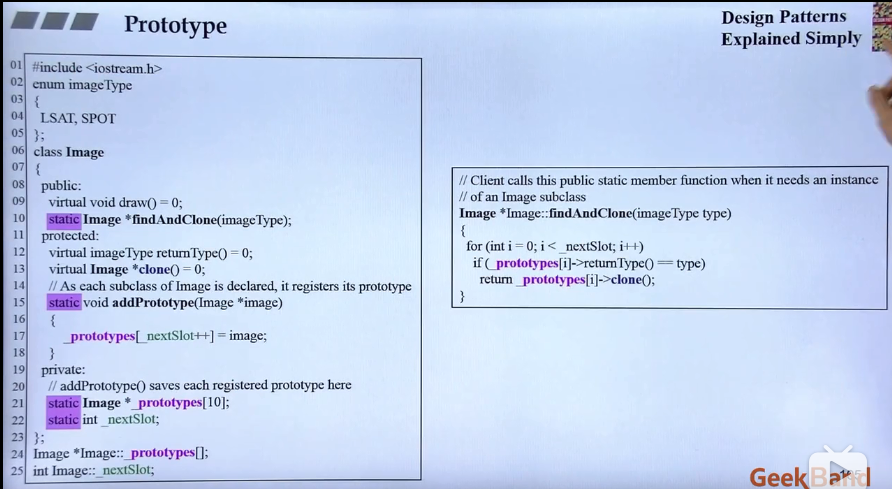 Prototype
Design Patterns
Explained Simply
01 #include <iostream.h>
02 enum imageType
03 {
04 LSAT, SPOT
05 };
06 class Image
07 {
08 public:
09 virtual void draw() = 0;
10 static Image *findAndClone(imageType);
11 protected:
12 virtual imageType returnType() = 0;
13 virtual Image *clone() = 0;
14 // As each subclass of Image is declared, it registers its prototype
15 static void addPrototype(Image *image)
16 {
17 _prototypes[_nextSlot++] = image;
18 }
19 private:
20 // addPrototype() saves each registered prototype here
21 static Image *_prototypes[10];
22 static int _nextSlot;
23 };
24 Image *Image::_prototypes[];
25 int Image::_nextSlot;
// Client calls this public static member function when it needs an instance
// of an Image subclass
Image *Image::findAndClone(imageType type)
{
for (int i = 0; i < _nextSlot; i++)
if (_prototypes[i]->returnType() == type)
return _prototypes[i]->clone();
}
GeekBand